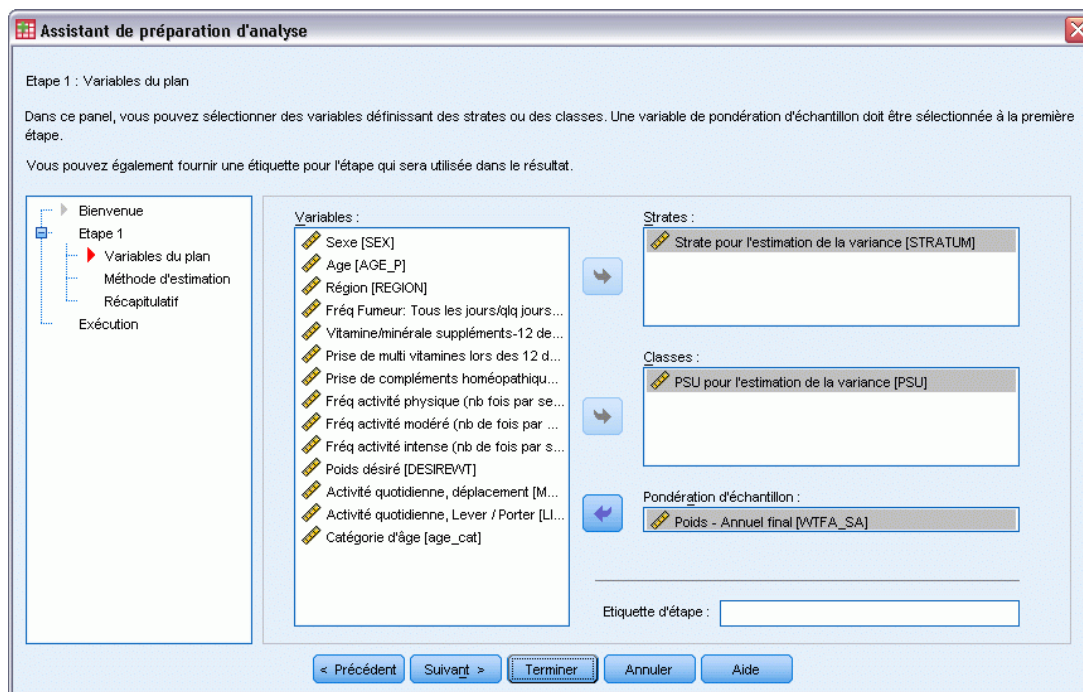 Assistant de préparation d'analyse
Etape 1 : Variables du plan
Dans ce panel, vous pouvez sélectionner des variables définissant des strates ou des classes. Une variable de pondération d'échantillon doit être sélectionnée à la première
étape.
Vous pouvez également fournir une étiquette pour l'étape qui sera utilisée dans le résultat.
Bienvenue
Etape 1
Variables du plan
Méthode d'estimation
Récapitulatif
Exécution
Variables :
Sexe [SEX]
Age [AGE_P]
Région [REGION]
Fréq Fumeur: Tous les jours/qlq jours...
Vitamine/minérale suppléments-12 de...
Prise de multi vitamines lors des 12 d...
Prise de compléments homéopathiqu...
Fréq activité physique (nb fois par se...
Fréq activité modéré (nb de fois par ...
Fréq activité intense (nb de fois par s...
Poids désiré [DESIREWT]
Activité quotidienne, déplacement [M...
Activité quotidienne, Lever / Porter [LI...
Catégorie d'âge [age_cat]
Strates :
Strate pour l'estimation de la variance [STRATUM]
Classes :
PSU pour l'estimation de la variance [PSU]
Pondération d'échantillon :
Poids - Annuel final [WTFA_SA]
Etiquette d'étape :
< Précédent
Suivant >
Terminer
Annuler
Aide